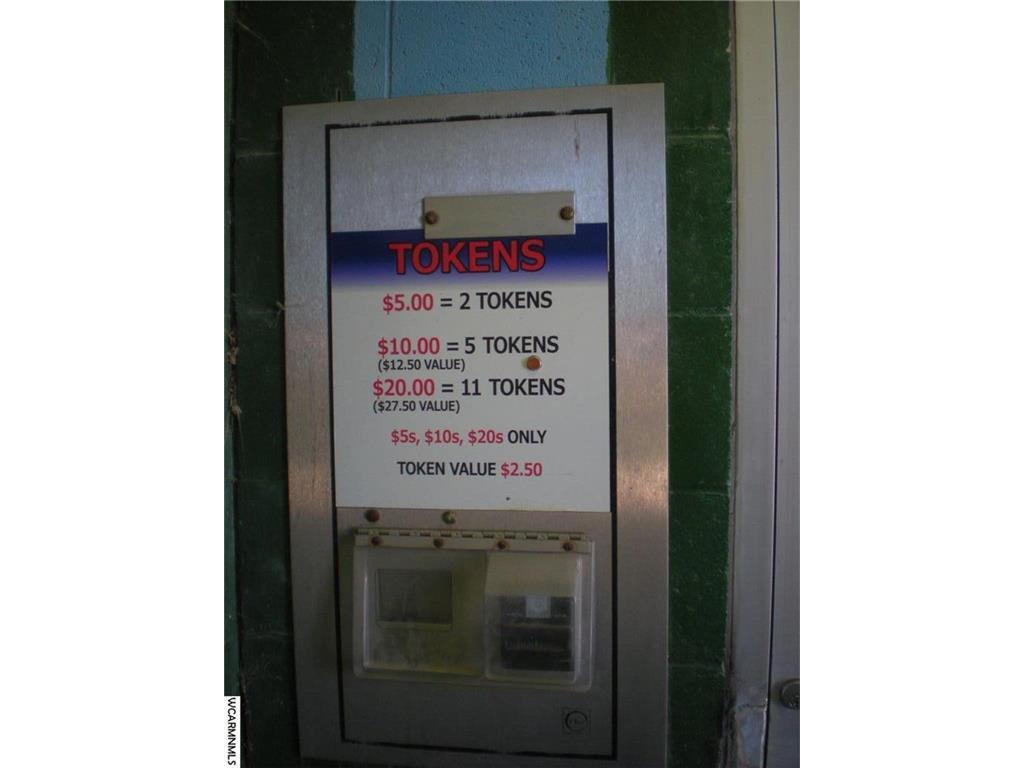 TOKENS
$5.00 = 2 TOKENS
$10.00 = 5 TOKENS
($12.50 VALUE)
$20.00 = 11 TOKENS
($27.50 VALUE)
$5s, $10s, $20s ONLY
TOKEN VALUE $2.50
WCARMNMLS